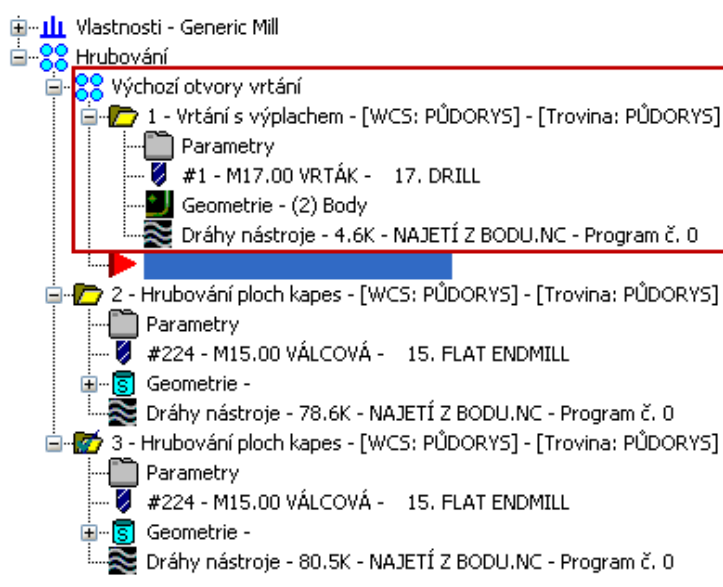 Vlastnosti - Generic Mill
Hrubování
Výchozí otvory vrtání
1 - Vrtání s výplachem - [WCS: PŮDORYS] - [Trovina: PŮDORYS]
Parametry
#1 - M17.00 VRTÁK - 17. DRILL
Geometrie - (2) Body
Dráhy nástroje - 4.6K - NAJETÍ Z BODU.NC - Program č. 0
2 - Hrubování ploch kapes - [WCS: PŮDORYS] - [Trovina: PŮDORYS]
Parametry
#224 - M15.00 VÁLCOVÁ - 15. FLAT ENDMILL
Geometrie -
Dráhy nástroje - 78.6K - NAJETÍ Z BODU.NC - Program č. 0
3 - Hrubování ploch kapes - [WCS: PŮDORYS] - [Trovina: PŮDORYS]
Parametry
#224 - M15.00 VÁLCOVÁ - 15. FLAT ENDMILL
Geometrie -
Dráhy nástroje - 80.5K - NAJETÍ Z BODU.NC - Program č. 0